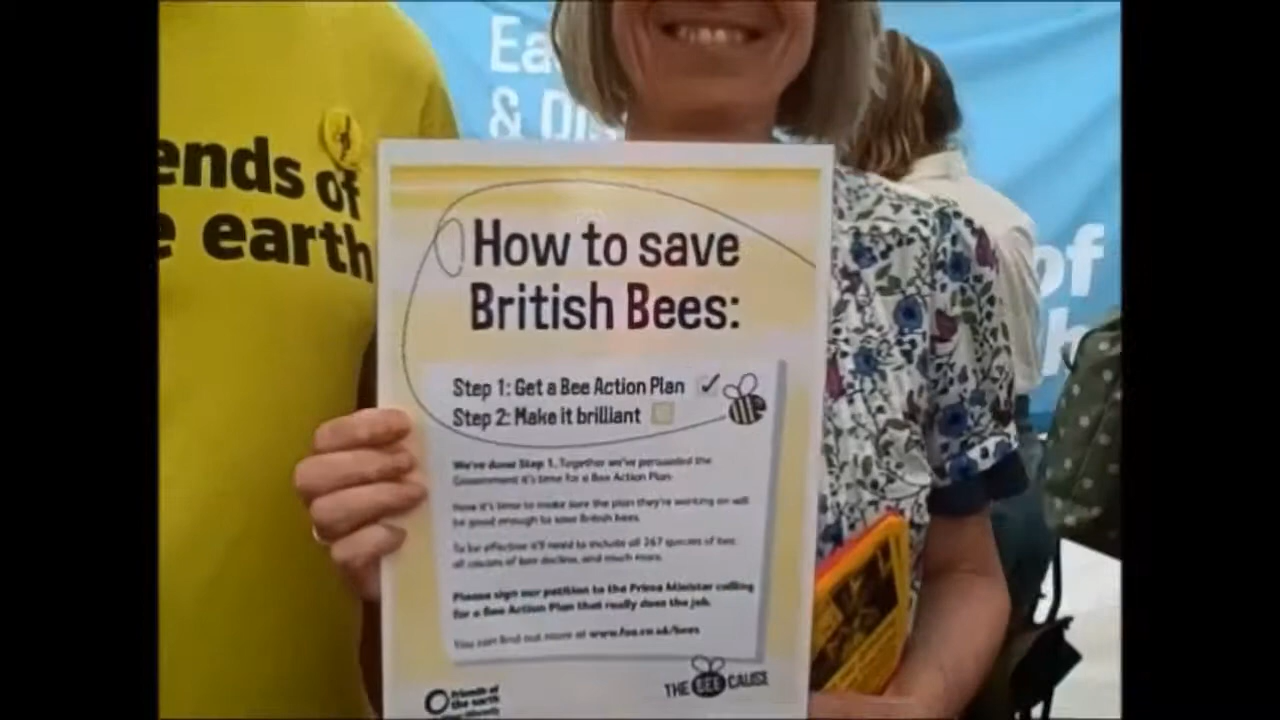 ends of
e earth
Ea
& Di
of
h
How to save
British Bees:
Step 1: Get a Bee Action Plan
Step 2: Make it brilliant
We've done Step 1. Together we've persuaded the
Government it's time for a Bee Action Plan.
Now it's time to make sure the plan they're working on will
be good enough to save British bees.
To be effective it'll need to include all 267 species of bee,
all causes of bee decline, and much more.
Please sign our petition to the Prime Minister calling
for a Bee Action Plan that really does the job.
You can find out more at www.foe.co.uk/bees
Friends of
the earth
THE BEE CAUSE